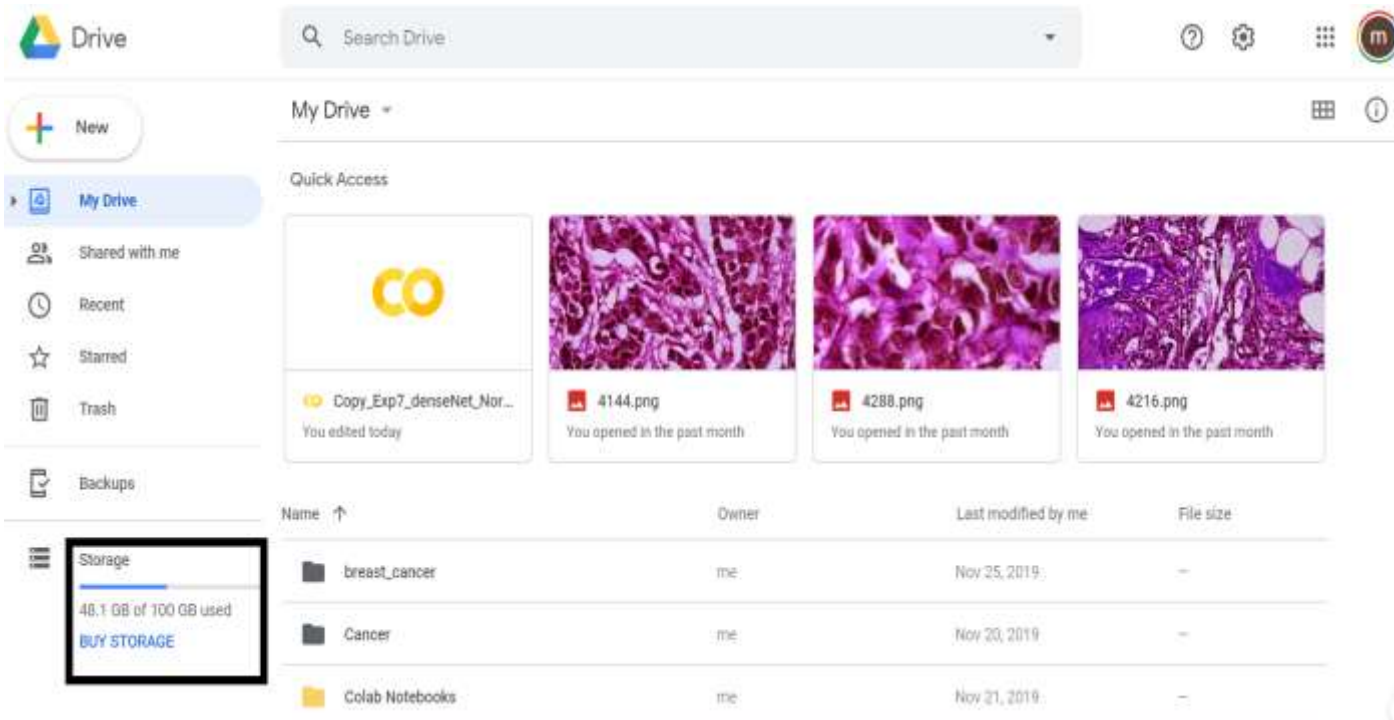 Drive
Search Drive
m
New
My Drive
Shared with me
Recent
Starred
Trash
Backups
Storage
48.1 GB of 100 GB used
BUY STORAGE
My Drive
Quick Access
CO
Copy_Exp7_denseNet_Nor...
You edited today
4144.png
You opened in the past month
4288.png
You opened in the past month
4216.png
You opened in the past month
Name Owner Last modified by me File size
breast_cancer me Nov 25, 2019 –
Cancer me Nov 20, 2019 –
Colab Notebooks me Nov 21, 2019 –